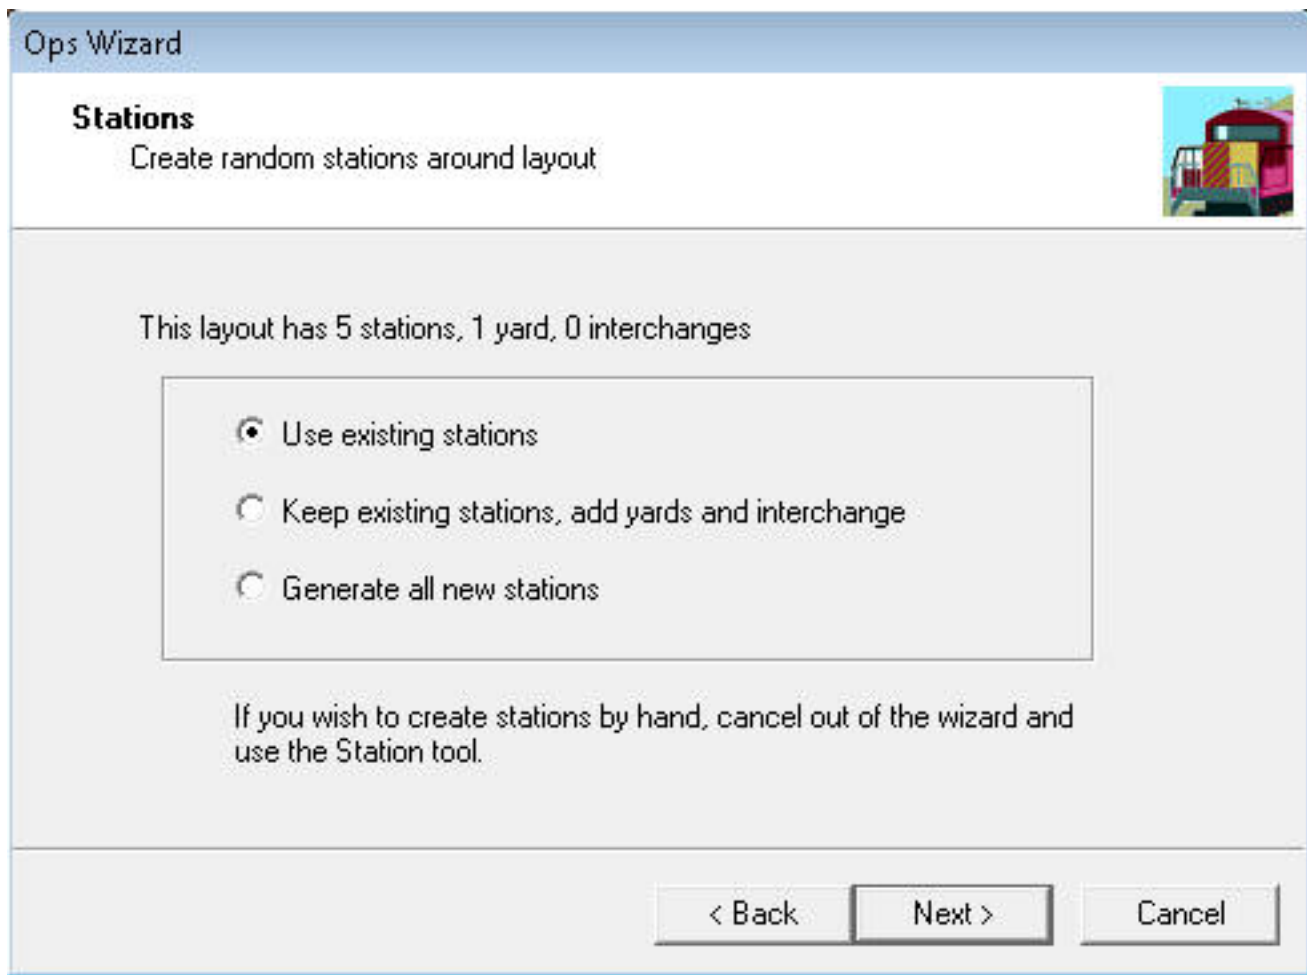 Ops Wizard
Stations
Create random stations around layout
This layout has 5 stations, 1 yard, 0 interchanges
Use existing stations
Keep existing stations, add yards and interchange
Generate all new stations
If you wish to create stations by hand, cancel out of the wizard and
use the Station tool.
< Back Next > Cancel